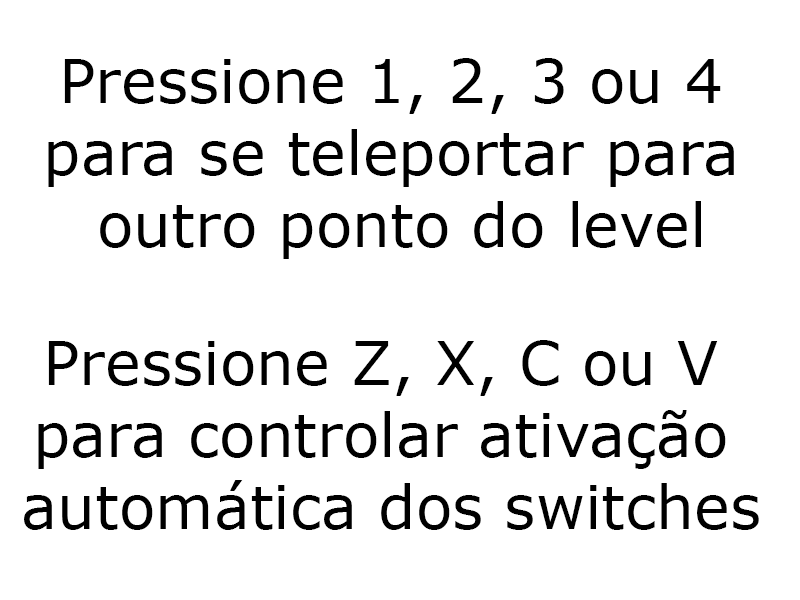 Pressione 1, 2, 3 ou 4
para se teleportar para
outro ponto do level
Pressione Z, X, C ou V
para controlar ativação
automática dos switches